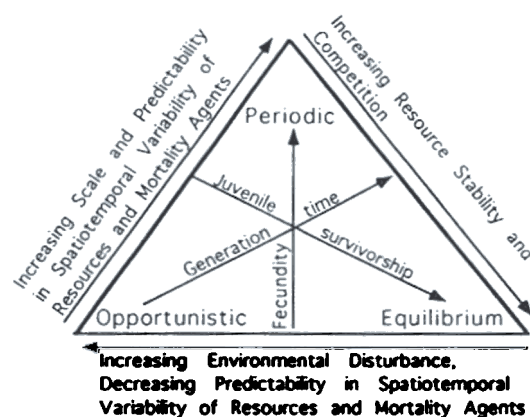 Increasing Scale and Predictability
in Spatiotemporal Variability of
Resources and Mortality Agents
Increasing Resource Stability and
Competition
Periodic
Juvenile
time
Generation
survivorship
Fecundity
Opportunistic
Equilibrium
Increasing Environmental Disturbance,
Decreasing Predictability in Spatiotemporal
Variability of Resources and Mortality Agents